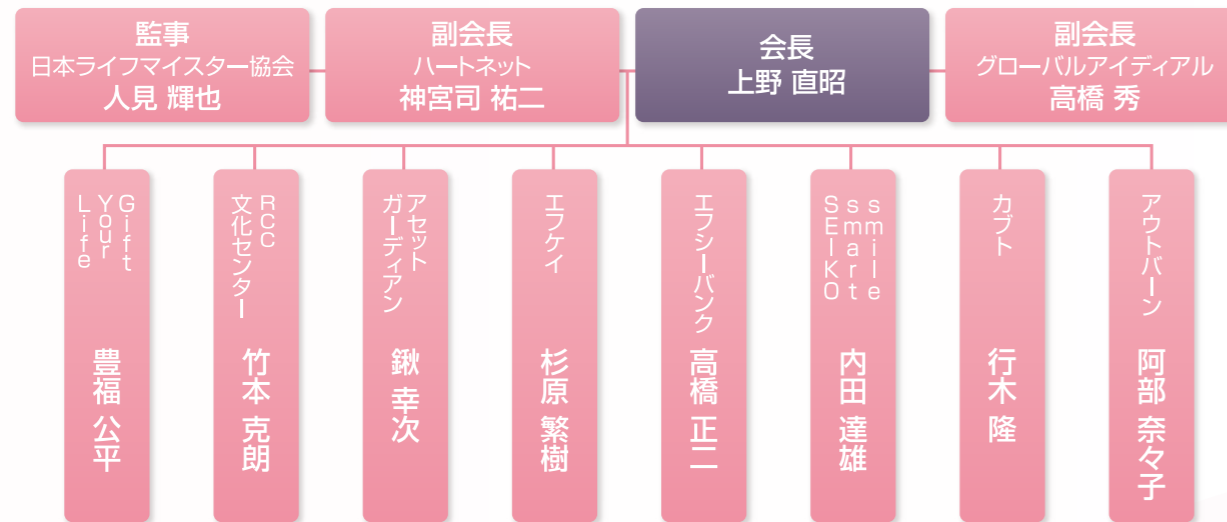 監事
日本ライフマイスター協会
人見 輝也
副会長
ハートネット
神宮司 祐二
会長
上野 直昭
副会長
グローバルアイディアル
高橋 秀
Gift
Your
Life
豊福 公平
RCC
文化センター
竹本 克朗
アセット
ガーディアン
鍬 幸次
エフケイ
杉原 繁樹
エフシーバンク
高橋 正二
smile
smart
SEIKO
内田 達雄
カブト
行木 隆
アウトバーン
阿部 奈々子